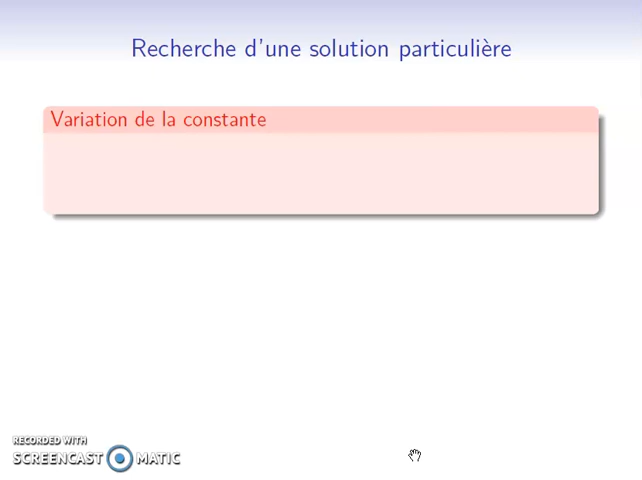 Recherche d'une solution particulière
Variation de la constante
RECORDED WITH
SCREENCAST MATIC